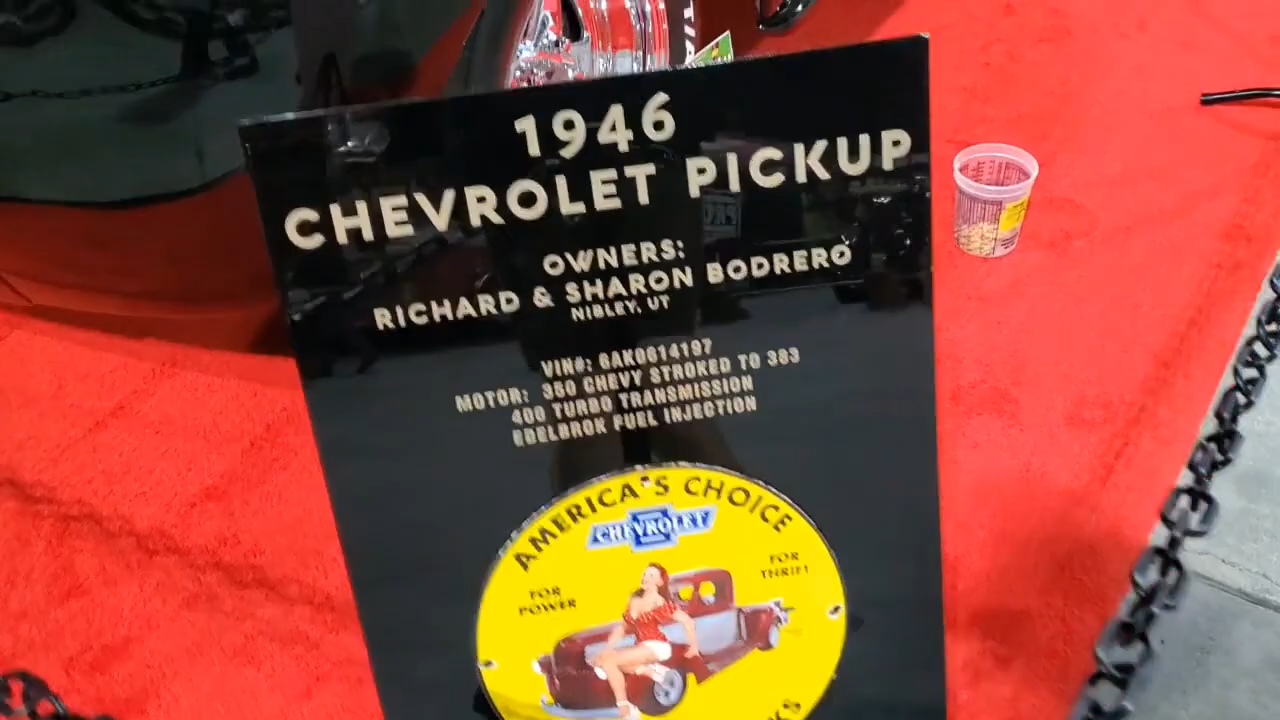 1946
CHEVROLET PICKUP
OWNERS:
RICHARD & SHARON BODRERO
NIBLEY, UT
VIN#: 6AK0614197
MOTOR: 350 CHEVY STROKED TO 383
400 TURBO TRANSMISSION
EDELBROK FUEL INJECTION
AMERICA'S CHOICE
CHEVROLET
FOR POWER
FOR THRIFT